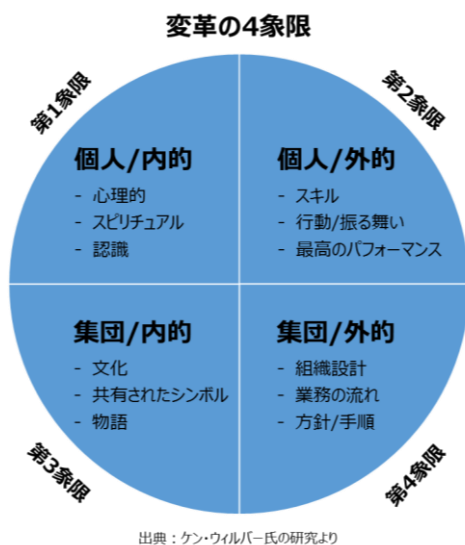 変革の4象限
第1象限
第2象限
個人/内的
- 心理的
- スピリチュアル
- 認識
個人/外的
- スキル
- 行動/振る舞い
- 最高のパフォーマンス
集団/内的
- 文化
- 共有されたシンボル
- 物語
集団/外的
- 組織設計
- 業務の流れ
- 方針/手順
第3象限
第4象限
出典：ケン・ウィルバー氏の研究より